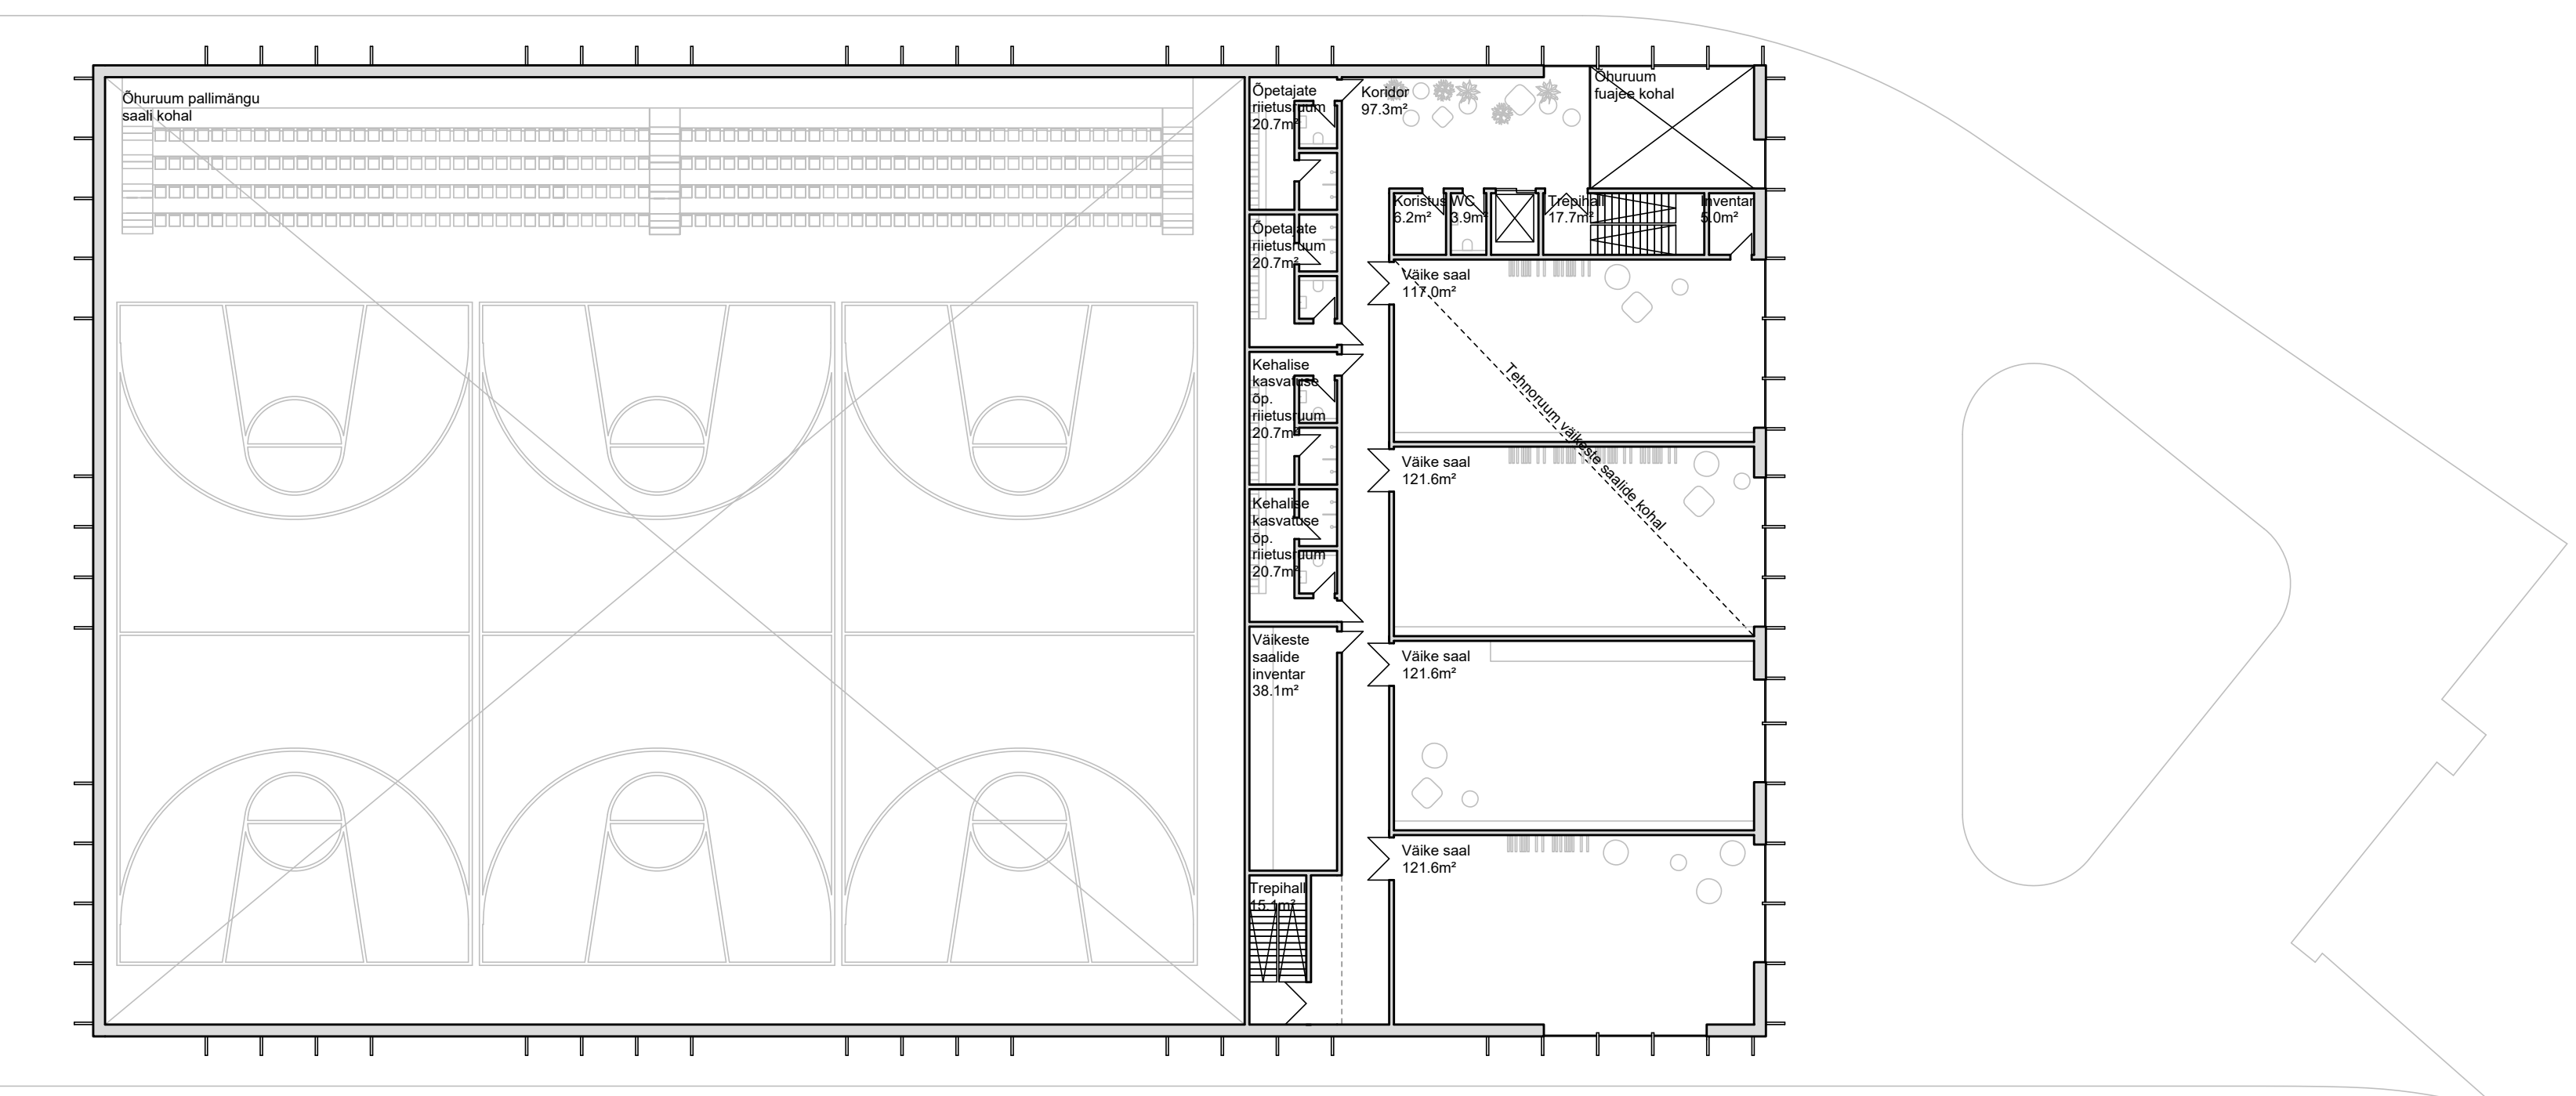 Õhuruum pallimängu
saali kohal
Õpetajate
riietusruum
20.7m²
Koridor
97.3m²
Õhuruum
fuajee kohal
Koristus
6.2m²
WC
3.9m²
Trepihall
17.7m²
Inventar
5.0m²
Õpetajate
riietusruum
20.7m²
Väike saal
117.0m²
Tehnoruum väikeste saalide kohal
Kehalise
kasvatuse
õp.
riietusruum
20.7m²
Väike saal
121.6m²
Kehalise
kasvatuse
õp.
riietusruum
20.7m²
Väikeste
saalide
inventar
38.1m²
Väike saal
121.6m²
Väike saal
121.6m²
Trepihall
15.1m²